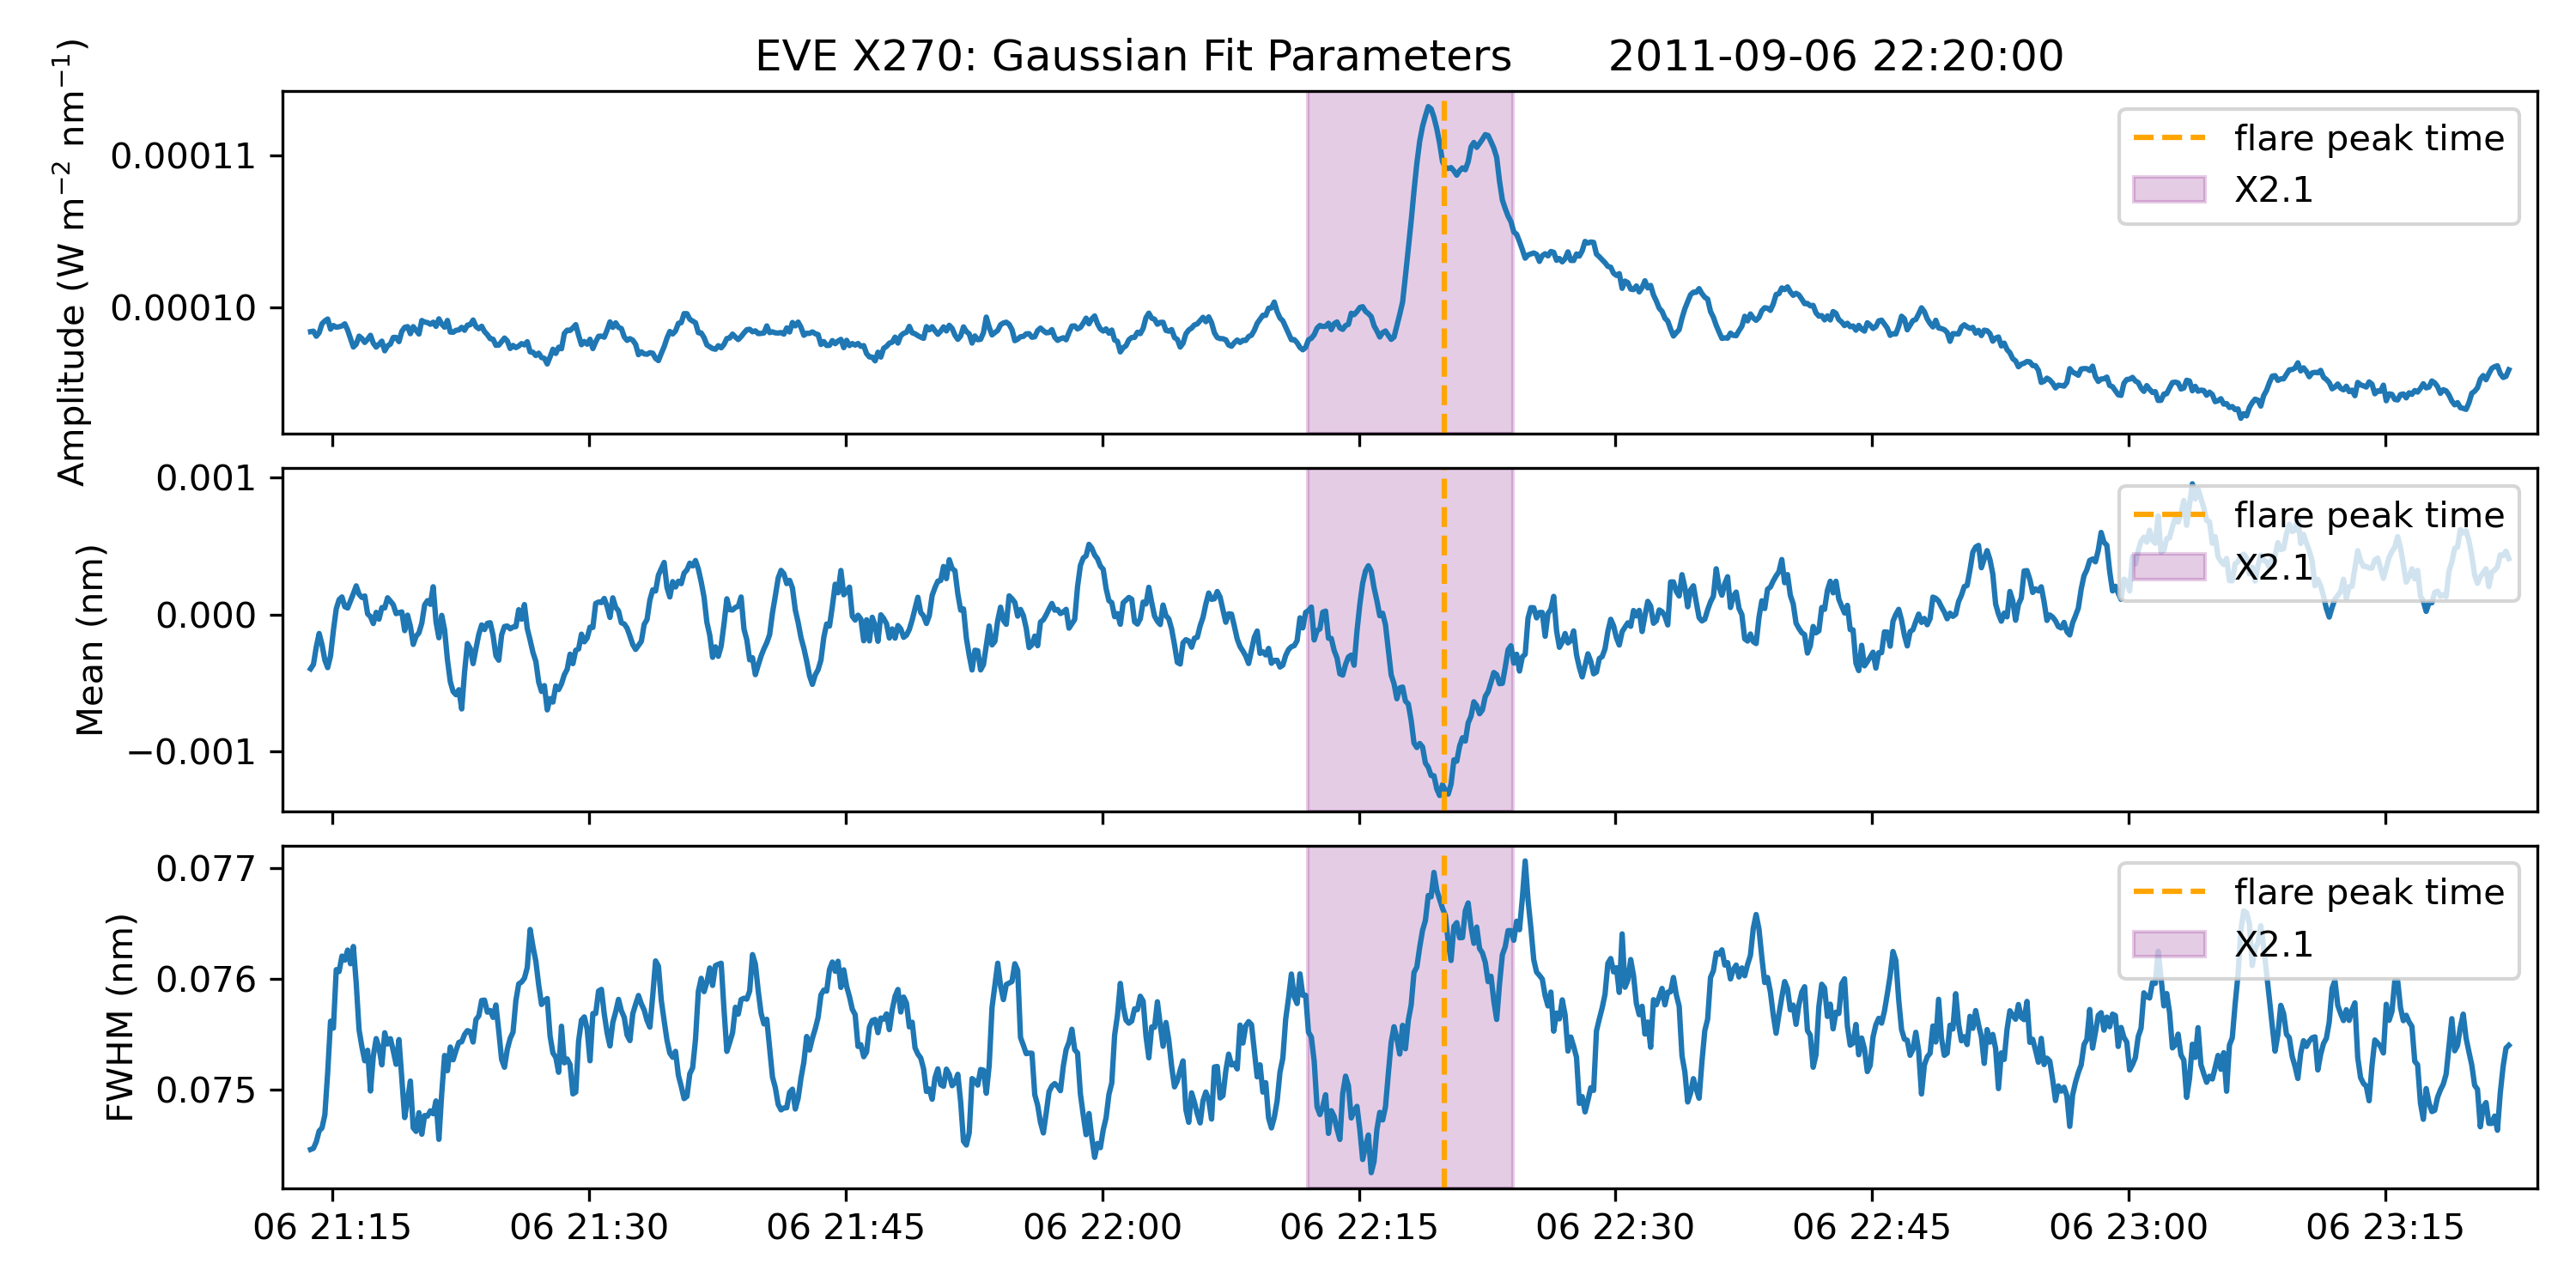 EVE X270: Gaussian Fit Parameters 2011-09-06 22:20:00
Amplitude (W m⁻² nm⁻¹)
0.00011
0.00010
flare peak time
X2.1
Mean (nm)
0.001
0.000
−0.001
flare peak time
X2.1
FWHM (nm)
0.077
0.076
0.075
flare peak time
X2.1
06 21:15 06 21:30 06 21:45 06 22:00 06 22:15 06 22:30 06 22:45 06 23:00 06 23:15